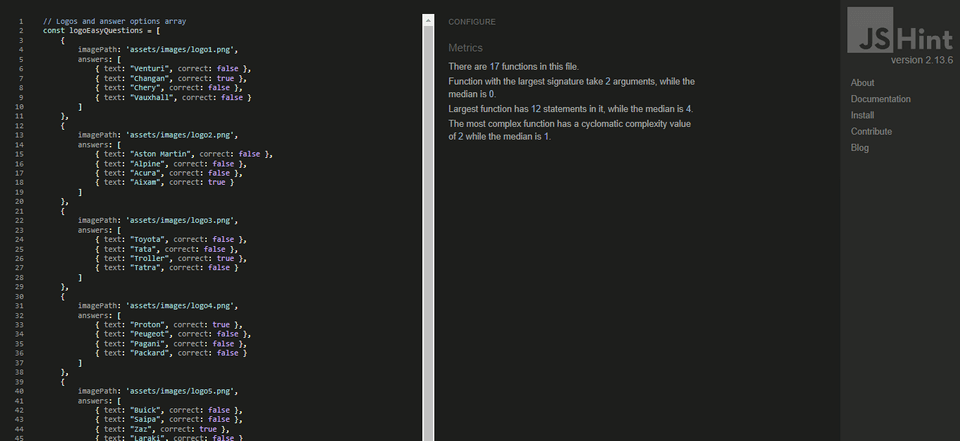 1 // Logos and answer options array
2 const logoEasyQuestions = [
3 {
4 imagePath: 'assets/images/logo1.png',
5 answers: [
6 { text: "Venturi", correct: false },
7 { text: "Changan", correct: true },
8 { text: "Chery", correct: false },
9 { text: "Vauxhall", correct: false }
10 ]
11 },
12 {
13 imagePath: 'assets/images/logo2.png',
14 answers: [
15 { text: "Aston Martin", correct: false },
16 { text: "Alpine", correct: false },
17 { text: "Acura", correct: false },
18 { text: "Aixam", correct: true }
19 ]
20 },
21 {
22 imagePath: 'assets/images/logo3.png',
23 answers: [
24 { text: "Toyota", correct: false },
25 { text: "Tata", correct: false },
26 { text: "Troller", correct: true },
27 { text: "Tatra", correct: false }
28 ]
29 },
30 {
31 imagePath: 'assets/images/logo4.png',
32 answers: [
33 { text: "Proton", correct: true },
34 { text: "Peugeot", correct: false },
35 { text: "Pagani", correct: false },
36 { text: "Packard", correct: false }
37 ]
38 },
39 {
40 imagePath: 'assets/images/logo5.png',
41 answers: [
42 { text: "Buick", correct: false },
43 { text: "Saipa", correct: false },
44 { text: "Zaz", correct: true },
45 { text: "Laraki", correct: false }
CONFIGURE
Metrics
There are 17 functions in this file.
Function with the largest signature take 2 arguments, while the
median is 0.
Largest function has 12 statements in it, while the median is 4.
The most complex function has a cyclomatic complexity value
of 2 while the median is 1.
JSHint
version 2.13.6
About
Documentation
Install
Contribute
Blog